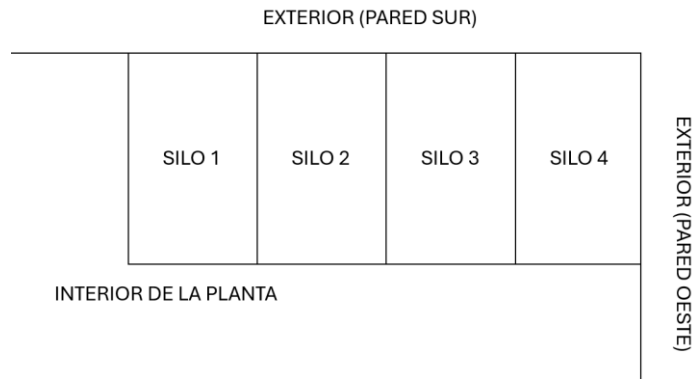 EXTERIOR (PARED SUR)
SILO 1
SILO 2
SILO 3
SILO 4
EXTERIOR (PARED OESTE)
INTERIOR DE LA PLANTA